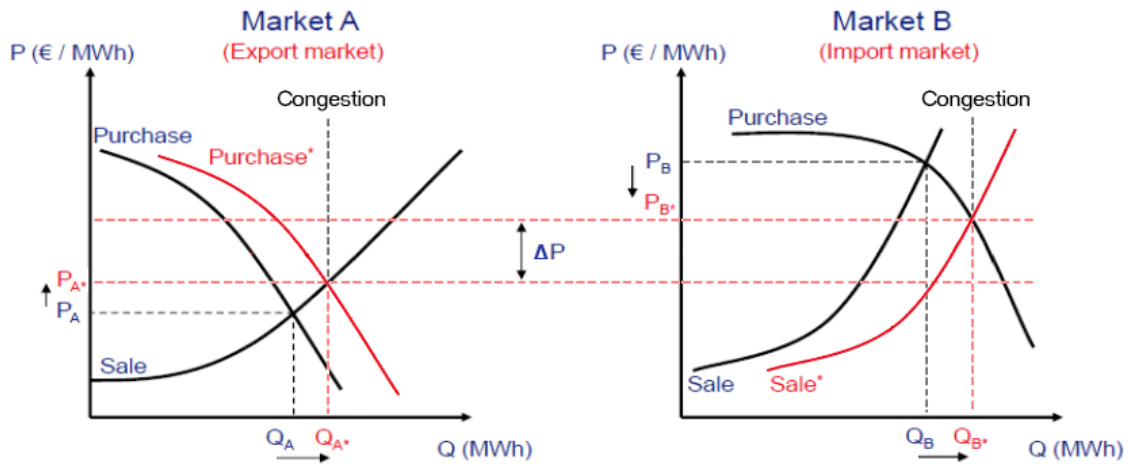 Market A
(Export market)
P (€ / MWh)
Congestion
Purchase
Purchase*
P_A*
P_A
Sale
Q_A
Q_A*
Q (MWh)
ΔP
Market B
(Import market)
P (€ / MWh)
Congestion
Purchase
P_B
P_B*
Sale
Sale*
Q_B
Q_B*
Q (MWh)